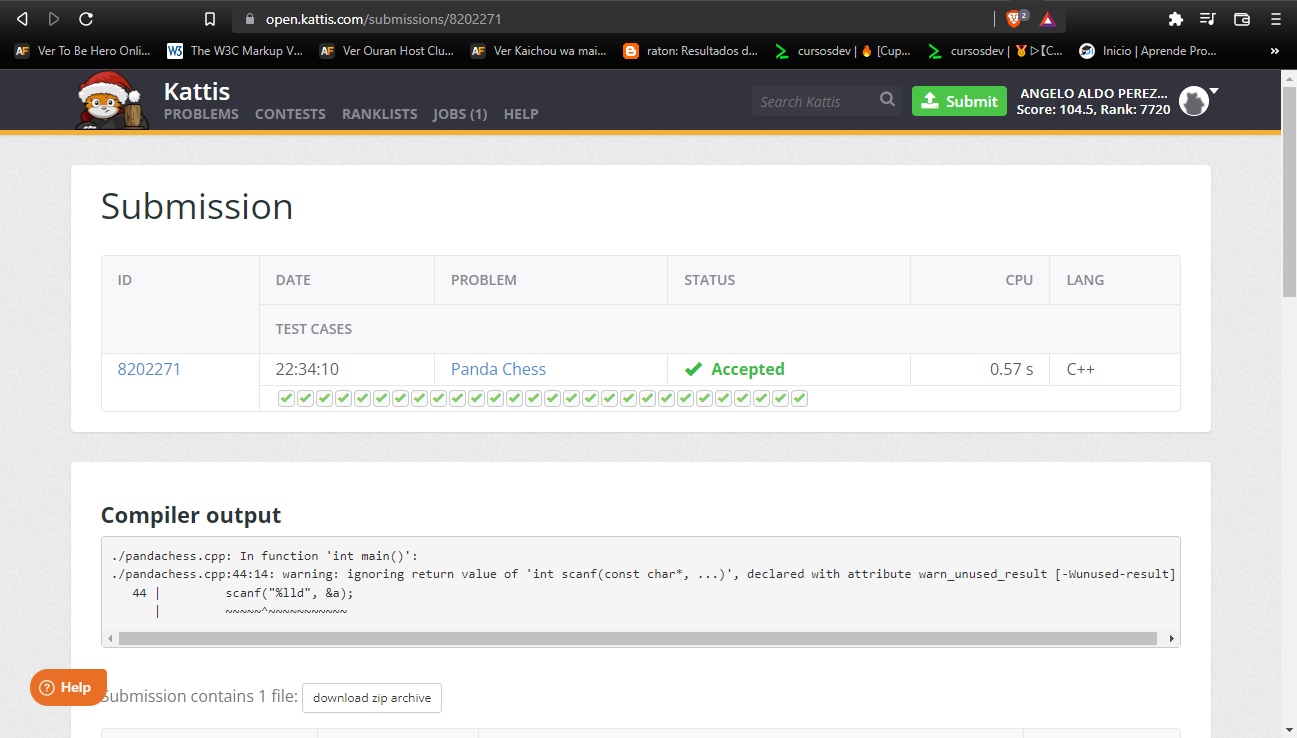 open.kattis.com/submissions/8202271
2
AF Ver To Be Hero Onli...
W3 The W3C Markup V...
AF Ver Ouran Host Clu...
AF Ver Kaichou wa mai...
raton: Resultados d...
cursosdev | 🔥 [Cup...
cursosdev | 🏅▷【C...
Inicio | Aprende Pro...
»
Kattis
PROBLEMS CONTESTS RANKLISTS JOBS (1) HELP
Search Kattis
Submit
ANGELO ALDO PEREZ...
Score: 104.5, Rank: 7720
Submission
ID DATE PROBLEM STATUS CPU LANG
TEST CASES
8202271 22:34:10 Panda Chess Accepted 0.57 s C++
Compiler output
./pandachess.cpp: In function 'int main()':
./pandachess.cpp:44:14: warning: ignoring return value of 'int scanf(const char*, ...)', declared with attribute warn_unused_result [-Wunused-result]
44 | scanf("%lld", &a);
| ~~~~~^~~~~~~~~~~~
Help
Submission contains 1 file: download zip archive